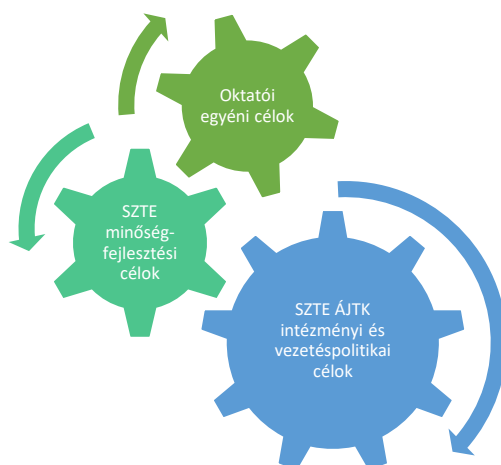 Oktatói
egyéni célok
SZTE
minőség-
fejlesztési
célok
SZTE ÁJTK
intézményi és
vezetéspolitikai
célok